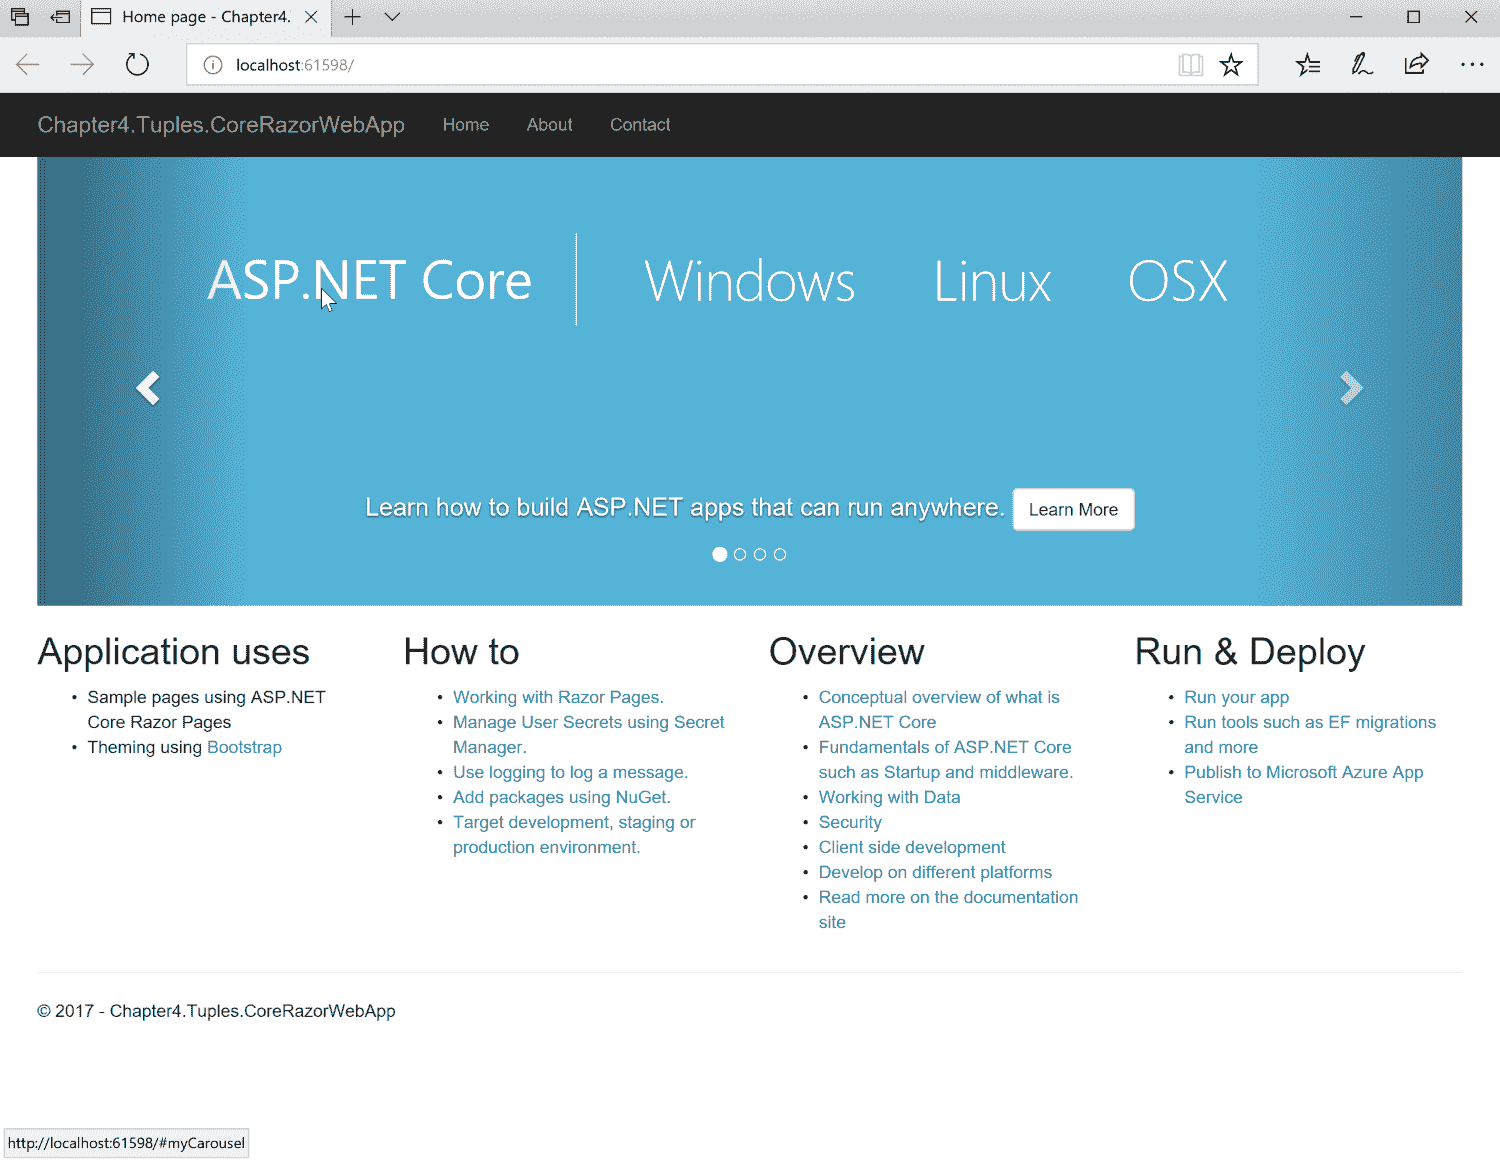 Home page - Chapter4.
localhost:61598/
Chapter4.Tuples.CoreRazorWebApp Home About Contact
ASP.NET Core Windows Linux OSX
Learn how to build ASP.NET apps that can run anywhere. Learn More
Application uses
• Sample pages using ASP.NET
Core Razor Pages
• Theming using Bootstrap
How to
• Working with Razor Pages.
• Manage User Secrets using Secret
Manager.
• Use logging to log a message.
• Add packages using NuGet.
• Target development, staging or
production environment.
Overview
• Conceptual overview of what is
ASP.NET Core
• Fundamentals of ASP.NET Core
such as Startup and middleware.
• Working with Data
• Security
• Client side development
• Develop on different platforms
• Read more on the documentation
site
Run & Deploy
• Run your app
• Run tools such as EF migrations
and more
• Publish to Microsoft Azure App
Service
© 2017 - Chapter4.Tuples.CoreRazorWebApp
http://localhost:61598/#myCarousel